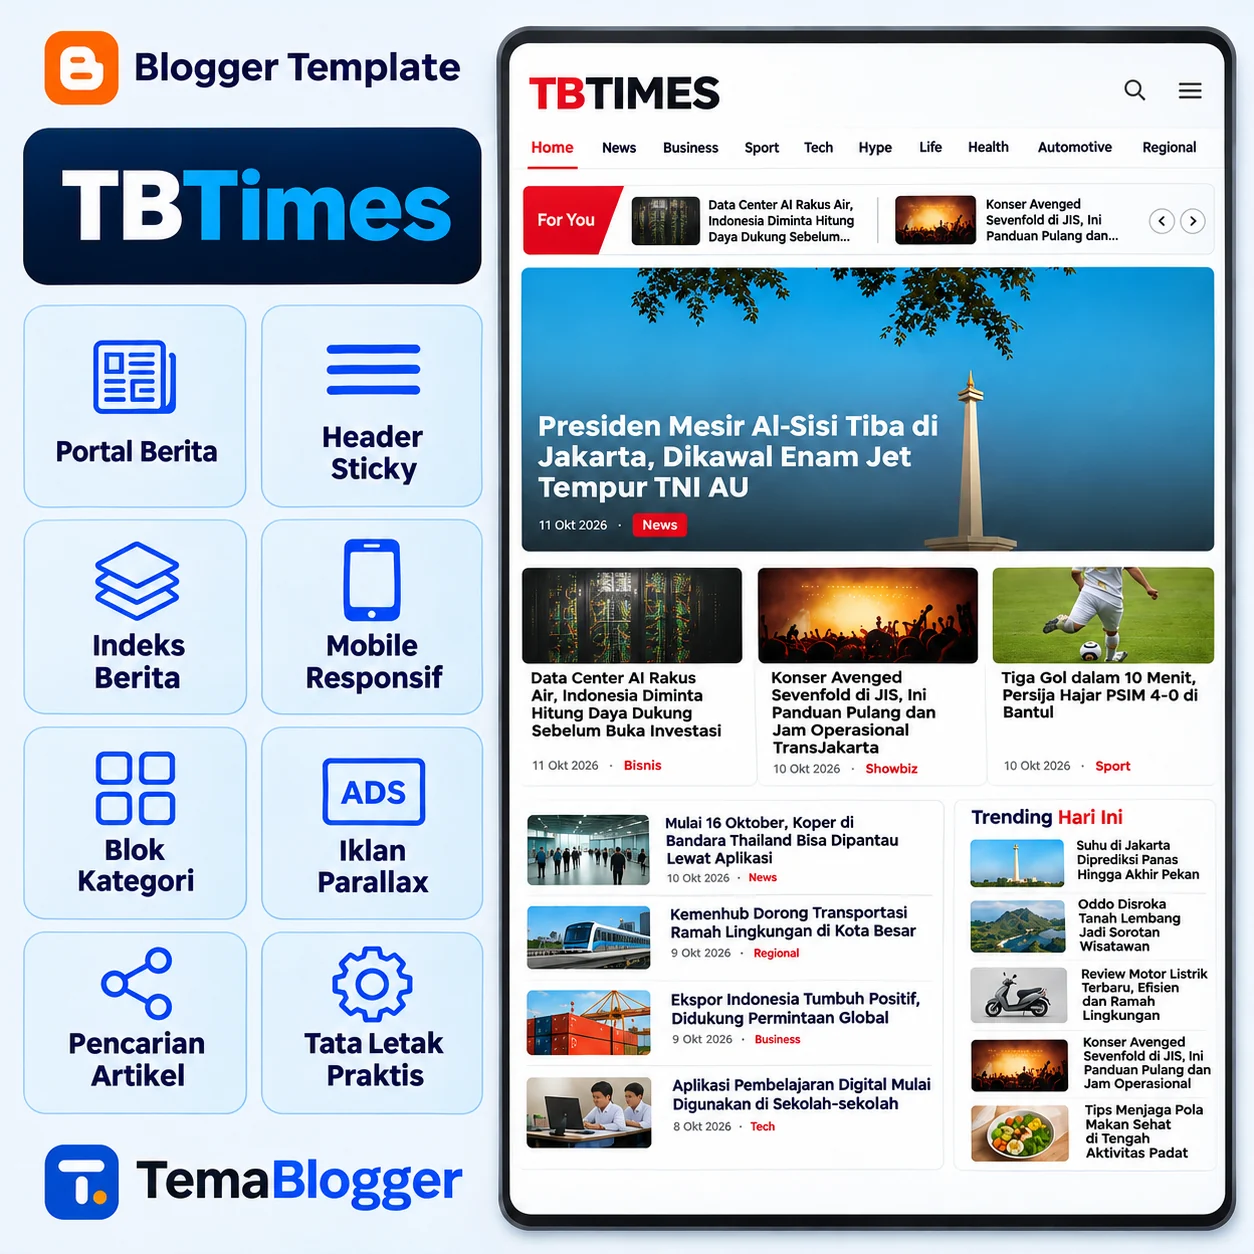 Blogger Template
TBTimes
Portal Berita
Header
Sticky
Indeks
Berita
Mobile
Responsif
Blok
Kategori
ADS
Iklan
Parallax
Pencarian
Artikel
Tata Letak
Praktis
TemaBlogger
TBTIMES
Home News Business Sport Tech Hype Life Health Automotive Regional
For You
Data Center AI Rakus Air,
Indonesia Diminta Hitung
Daya Dukung Sebelum...
Konser Avenged
Sevenfold di JIS, Ini
Panduan Pulang dan...
Presiden Mesir Al-Sisi Tiba di
Jakarta, Dikawal Enam Jet
Tempur TNI AU
11 Okt 2026 · News
Data Center AI Rakus
Air, Indonesia Diminta
Hitung Daya Dukung
Sebelum Buka Investasi
11 Okt 2026 · Bisnis
Konser Avenged
Sevenfold di JIS, Ini
Panduan Pulang dan
Jam Operasional
TransJakarta
10 Okt 2026 · Showbiz
Tiga Gol dalam 10 Menit,
Persija Hajar PSIM 4-0 di
Bantul
10 Okt 2026 · Sport
Mulai 16 Oktober, Koper di
Bandara Thailand Bisa Dipantau
Lewat Aplikasi
10 Okt 2026 · News
Kemenhub Dorong Transportasi
Ramah Lingkungan di Kota Besar
9 Okt 2026 · Regional
Ekspor Indonesia Tumbuh Positif,
Didukung Permintaan Global
9 Okt 2026 · Business
Aplikasi Pembelajaran Digital Mulai
Digunakan di Sekolah-sekolah
8 Okt 2026 · Tech
Trending Hari Ini
Suhu di Jakarta
Diprediksi Panas
Hingga Akhir Pekan
Oddo Disroka
Tanah Lembang
Jadi Sorotan
Wisatawan
Review Motor Listrik
Terbaru, Efisien
dan Ramah
Lingkungan
Konser Avenged
Sevenfold di JIS, Ini
Panduan Pulang dan
Jam Operasional
Tips Menjaga Pola
Makan Sehat
di Tengah
Aktivitas Padat